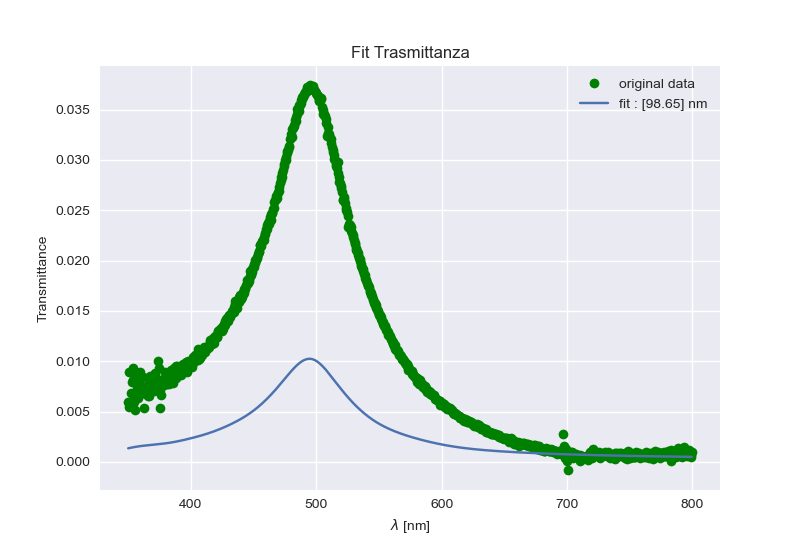 Fit Trasmittanza
original data
fit : [98.65] nm
Transmittance
0.035
0.030
0.025
0.020
0.015
0.010
0.005
0.000
400 500 600 700 800
λ [nm]